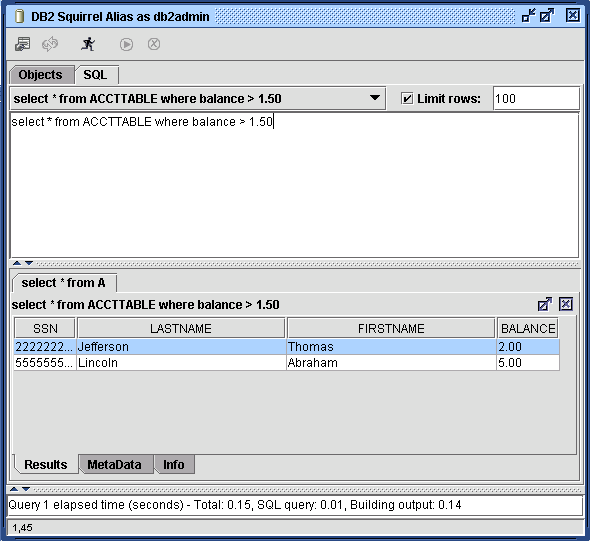 DB2 Squirrel Alias as db2admin
Objects SQL
select * from ACCTTABLE where balance > 1.50 Limit rows: 100
select * from ACCTTABLE where balance > 1.50
select * from A
select * from ACCTTABLE where balance > 1.50
SSN LASTNAME FIRSTNAME BALANCE
2222222... Jefferson Thomas 2.00
5555555... Lincoln Abraham 5.00
Results MetaData Info
Query 1 elapsed time (seconds) - Total: 0.15, SQL query: 0.01, Building output: 0.14
1,45